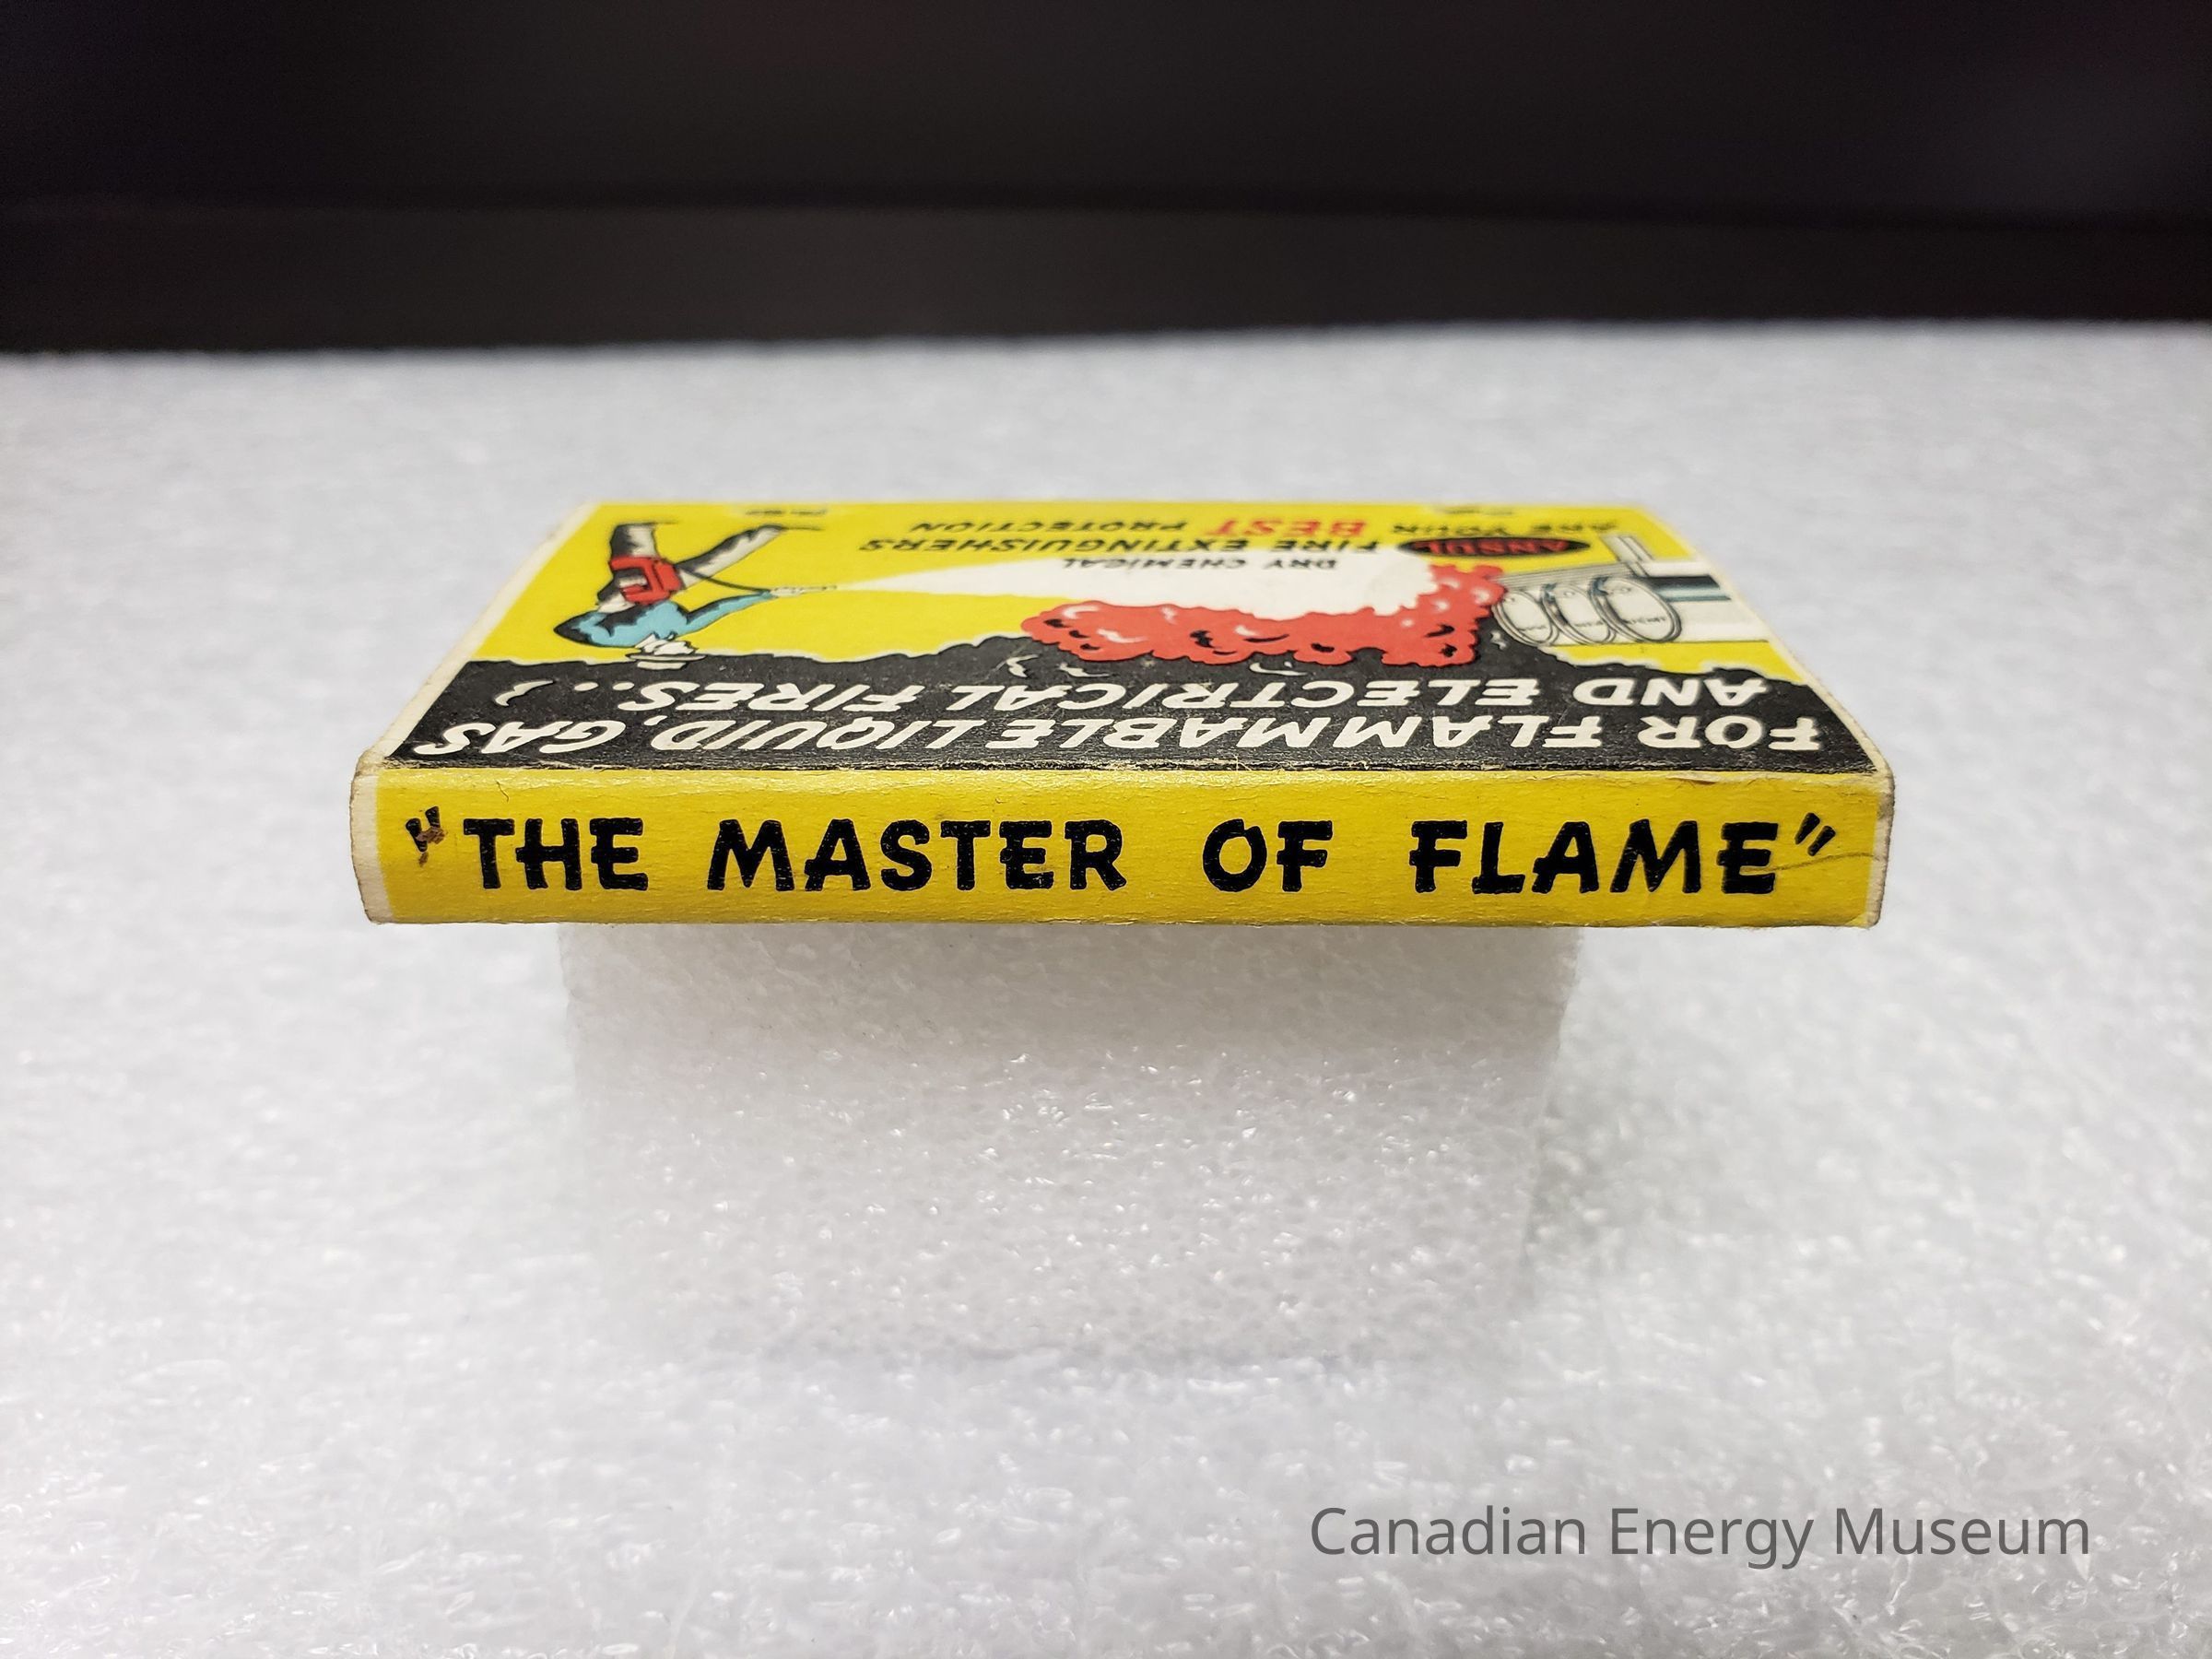 "THE MASTER OF FLAME"
FOR FLAMMABLE LIQUID, GAS
AND ELECTRICAL FIRES...
DRY CHEMICAL
ANSUL FIRE EXTINGUISHERS
ARE YOUR BEST PROTECTION
Canadian Energy Museum